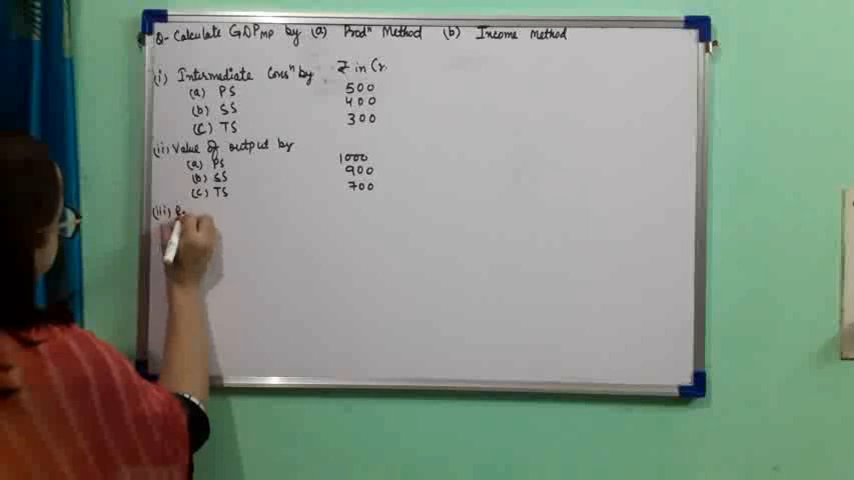 Q- Calculate GDPMP by (a) Prodn Method (b) Income Method
(i) Intermediate Consn by ₹ in Cr.
(a) PS 500
(b) SS 400
(c) TS 300
(ii) Value of output by
(a) PS 1000
(b) SS 900
(c) TS 700
(iii)